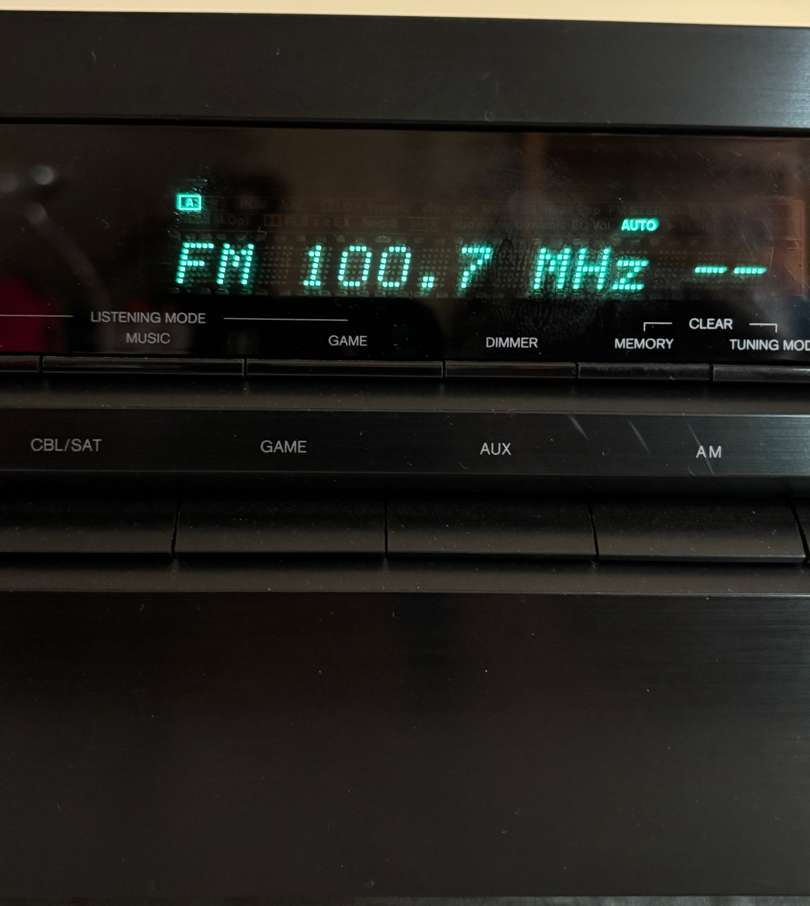 A
AUTO
FM 100.7 MHz --
LISTENING MODE
CLEAR
MUSIC GAME DIMMER MEMORY TUNING MOD
CBL/SAT GAME AUX AM